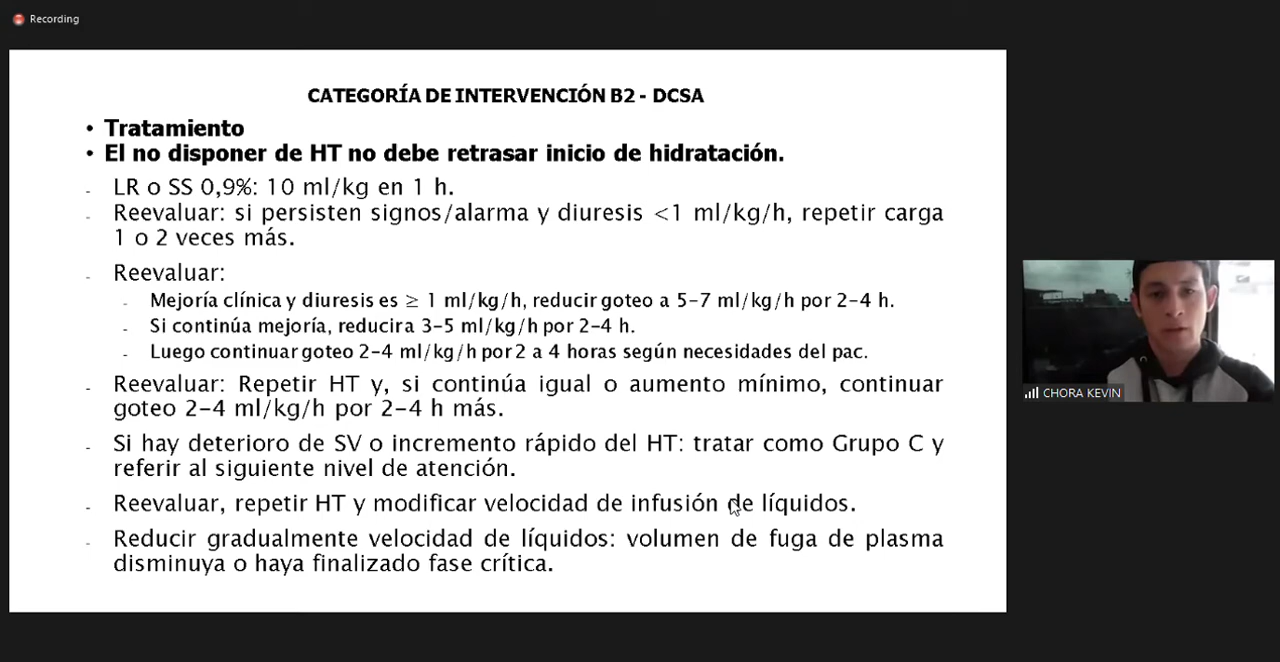 Recording
CATEGORÍA DE INTERVENCIÓN B2 - DCSA
• Tratamiento
• El no disponer de HT no debe retrasar inicio de hidratación.
- LR o SS 0,9%: 10 ml/kg en 1 h.
- Reevaluar: si persisten signos/alarma y diuresis <1 ml/kg/h, repetir carga
1 o 2 veces más.
- Reevaluar:
- Mejoría clínica y diuresis es ≥ 1 ml/kg/h, reducir goteo a 5-7 ml/kg/h por 2-4 h.
- Si continúa mejoría, reducir a 3-5 ml/kg/h por 2-4 h.
- Luego continuar goteo 2-4 ml/kg/h por 2 a 4 horas según necesidades del pac.
- Reevaluar: Repetir HT y, si continúa igual o aumento mínimo, continuar
goteo 2-4 ml/kg/h por 2-4 h más.
- Si hay deterioro de SV o incremento rápido del HT: tratar como Grupo C y
referir al siguiente nivel de atención.
- Reevaluar, repetir HT y modificar velocidad de infusión de líquidos.
- Reducir gradualmente velocidad de líquidos: volumen de fuga de plasma
disminuya o haya finalizado fase crítica.
CHORA KEVIN